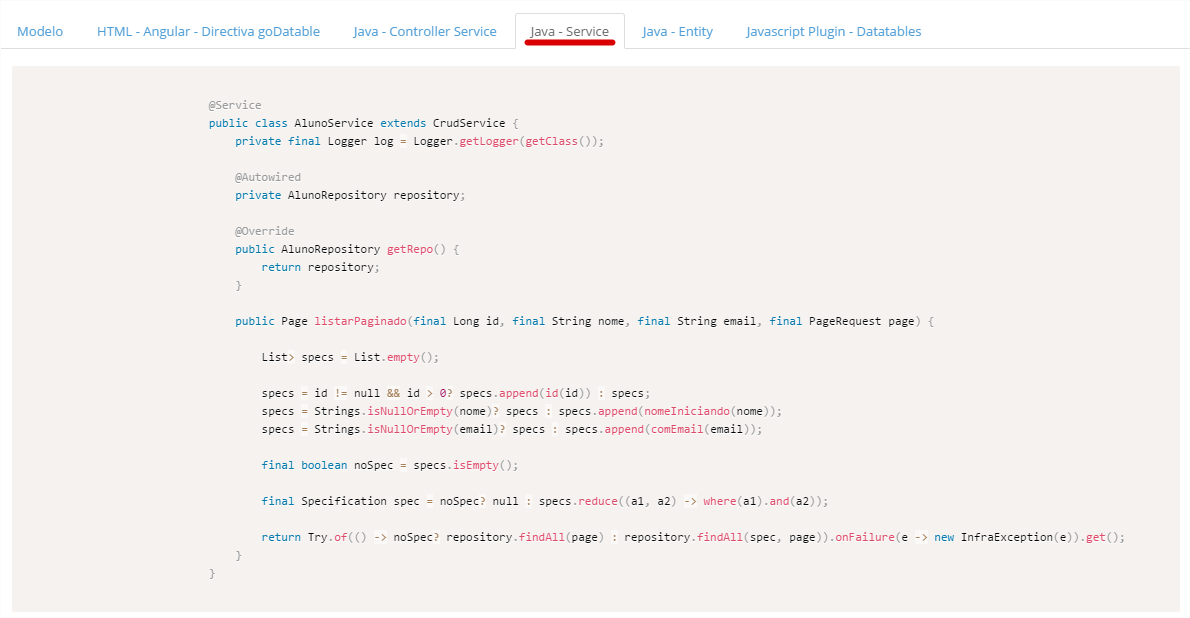 Modelo HTML - Angular - Directiva goDatable Java - Controller Service Java - Service Java - Entity Javascript Plugin - Datatables
@Service
public class AlunoService extends CrudService {
private final Logger log = Logger.getLogger(getClass());
@Autowired
private AlunoRepository repository;
@Override
public AlunoRepository getRepo() {
return repository;
}
public Page listarPaginado(final Long id, final String nome, final String email, final PageRequest page) {
List> specs = List.empty();
specs = id != null && id > 0? specs.append(id(id)) : specs;
specs = Strings.isNullOrEmpty(nome)? specs : specs.append(nomeIniciando(nome));
specs = Strings.isNullOrEmpty(email)? specs : specs.append(comEmail(email));
final boolean noSpec = specs.isEmpty();
final Specification spec = noSpec? null : specs.reduce((a1, a2) -> where(a1).and(a2));
return Try.of(() -> noSpec? repository.findAll(page) : repository.findAll(spec, page)).onFailure(e -> new InfraException(e)).get();
}
}